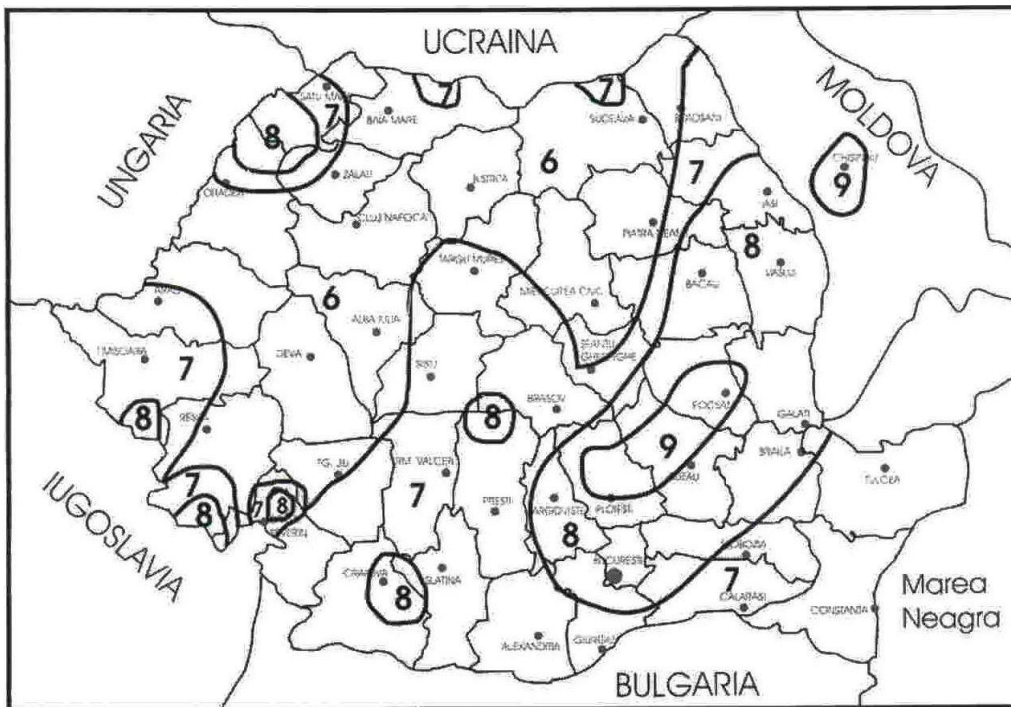 UCRAINA
UNGARIA
MOLDOVA
SATU MARE
7
8
BAIA MARE
7
7
SUCEAVA
BOTOSANI
6
7
CHISINAU
9
ORADEA
ZALAU
BISTRITA
IASI
CLUJ NAPOCA
PIATRA NEAMT
8
VASLUI
TARGU MURES
BACAU
6
MIERCUREA CIUC
ARAD
ALBA IULIA
TIMISOARA
7
DEVA
SIBIU
SFANTU
GHEORGHE
8
RESITA
8
BRASOV
FOCSANI
GALATI
9
BRAILA
TG. JIU
RM. VALCEA
BUZAU
TULCEA
IUGOSLAVIA
7
8
7
8
7
PITESTI
TARGOVISTE
PLOIESTI
8
SLOBOZIA
BUCURESTI
7
CRAIOVA
8
SLATINA
CALARASI
CONSTANTA
Marea
Neagra
ALEXANDRIA
GIURGIU
BULGARIA